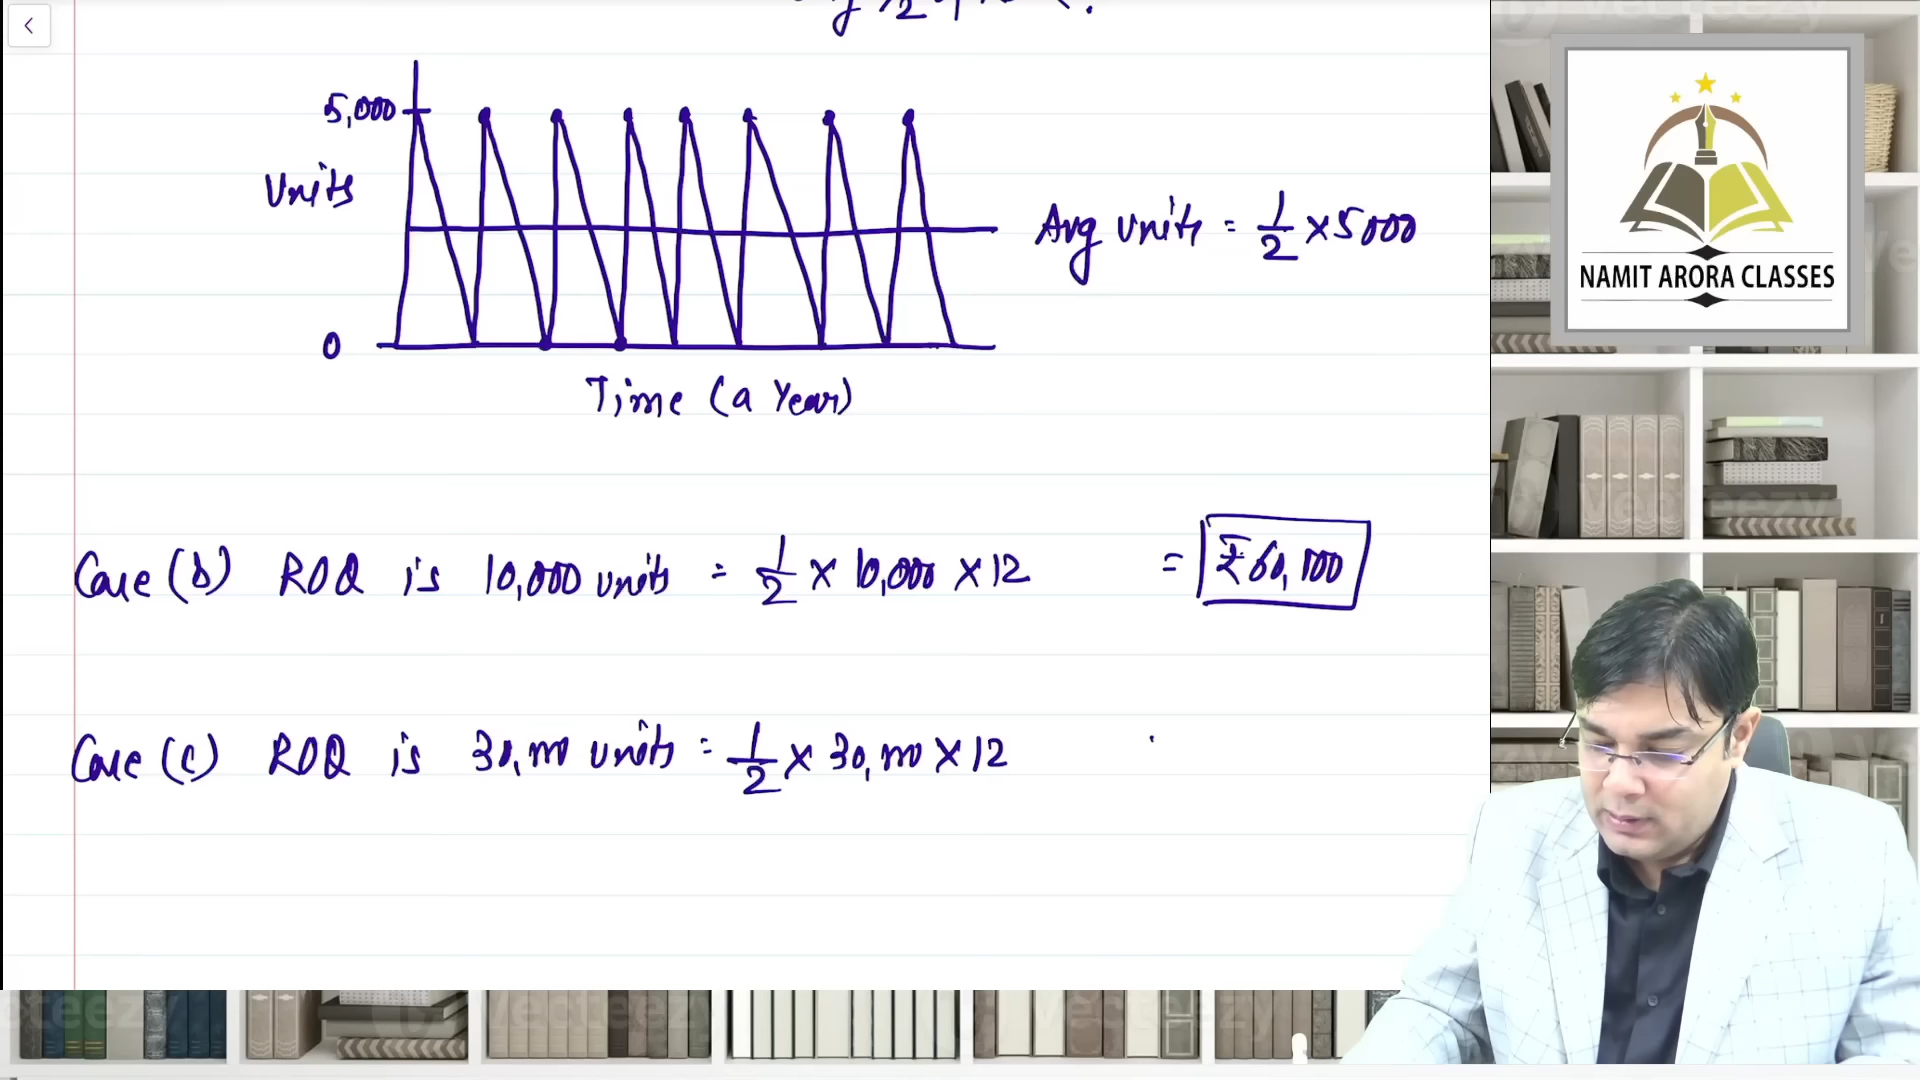 5,000
Units
Avg Units = 1/2 × 5000
0
Time (a Year)
Case (b) ROQ is 10,000 units = 1/2 × 10,000 × 12 = ₹60,000
Case (c) ROQ is 30,000 units = 1/2 × 30,000 × 12
NAMIT ARORA CLASSES